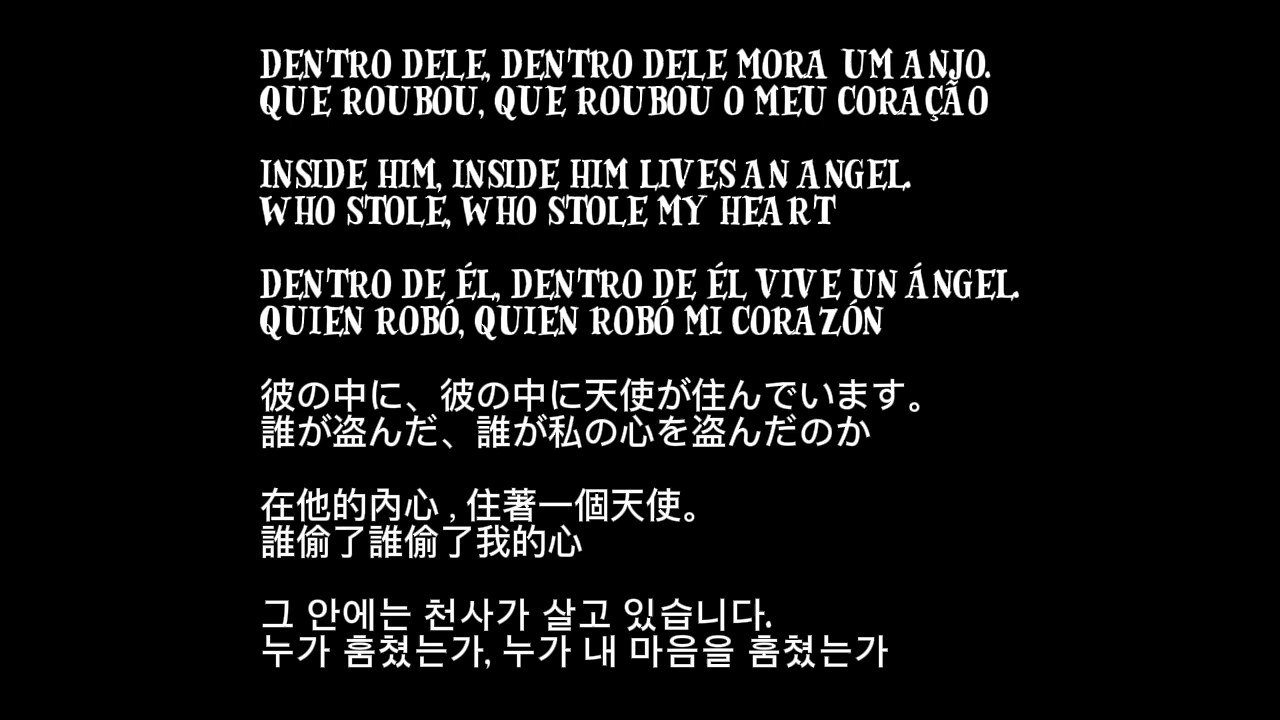 DENTRO DELE, DENTRO DELE MORA UM ANJO.
QUE ROUBOU, QUE ROUBOU O MEU CORAÇÃO
INSIDE HIM, INSIDE HIM LIVES AN ANGEL.
WHO STOLE, WHO STOLE MY HEART
DENTRO DE ÉL, DENTRO DE ÉL VIVE UN ÁNGEL.
QUIEN ROBÓ, QUIEN ROBÓ MI CORAZÓN
彼の中に、彼の中に天使が住んでいます。
誰が盗んだ、誰が私の心を盗んだのか
在他的內心 , 住著一個天使。
誰偷了誰偷了我的心
그 안에는 천사가 살고 있습니다.
누가 훔쳤는가, 누가 내 마음을 훔쳤는가